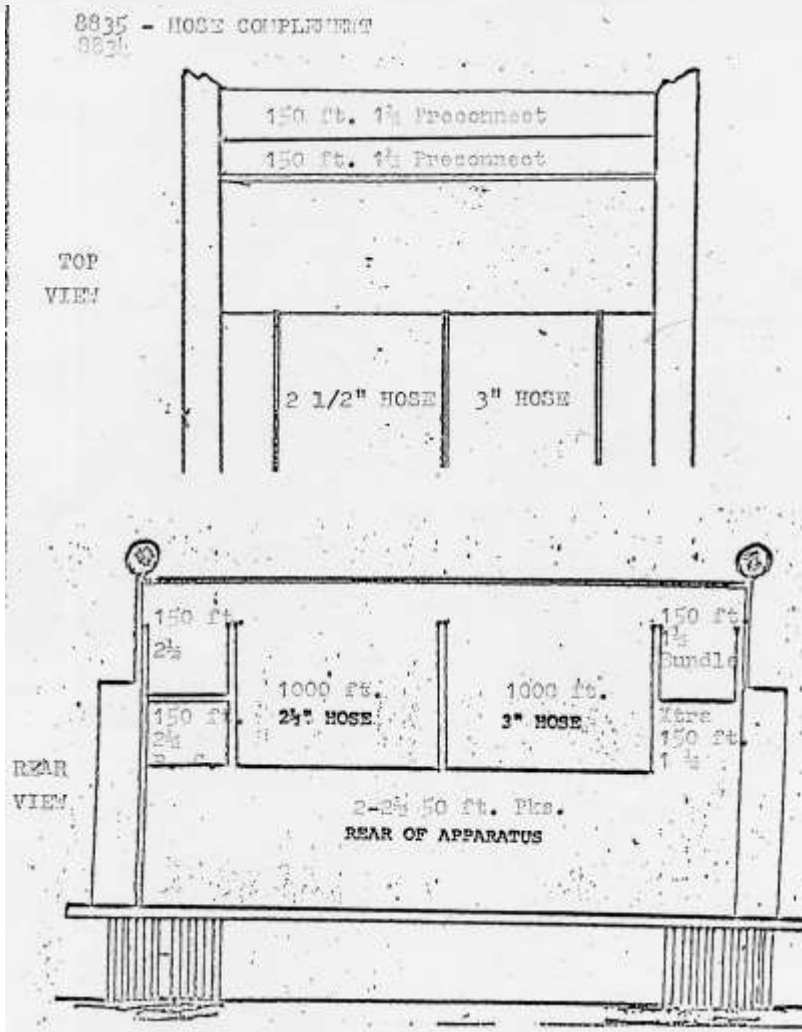 8835 - HOSE COMPLEMENT
8834
150 ft. 1½ Preconnect
150 ft. 1½ Preconnect
TOP
VIEW
2 1/2" HOSE
3" HOSE
150 ft.
2½
150 ft.
1½
Bundle
1000 ft.
2½" HOSE
1000 ft.
3" HOSE
150 ft.
2½
Xtra
150 ft.
1 ½
REAR
VIEW
2-2½ 50 ft. Pks.
REAR OF APPARATUS